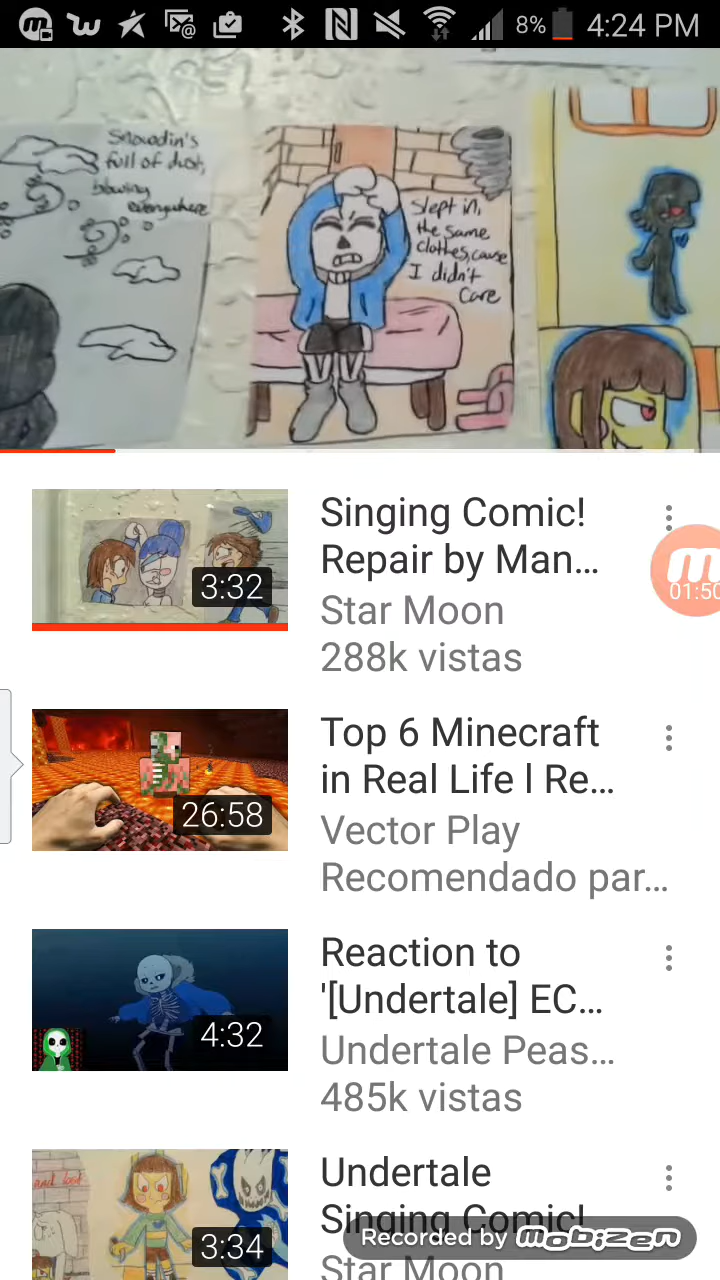 8% 4:24 PM
Snowdin's
full of dust,
blowing
everywhere
Slept in,
the same
clothes, cause
I didn't
care
3:32
Singing Comic!
Repair by Man...
Star Moon
288k vistas
01:50
26:58
Top 6 Minecraft
in Real Life l Re...
Vector Play
Recomendado par...
4:32
Reaction to
'[Undertale] EC...
Undertale Peas...
485k vistas
3:34
Undertale
Singing Comic!
Star Moon
Recorded by mobizen